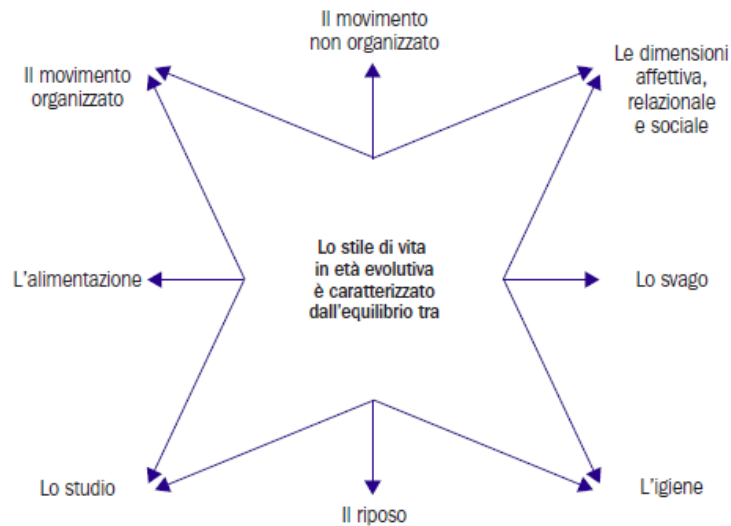 Il movimento
non organizzato
Il movimento
organizzato
Le dimensioni
affettiva,
relazionale
e sociale
Lo stile di vita
in età evolutiva
è caratterizzato
dall'equilibrio tra
L'alimentazione
Lo svago
Lo studio
Il riposo
L'igiene